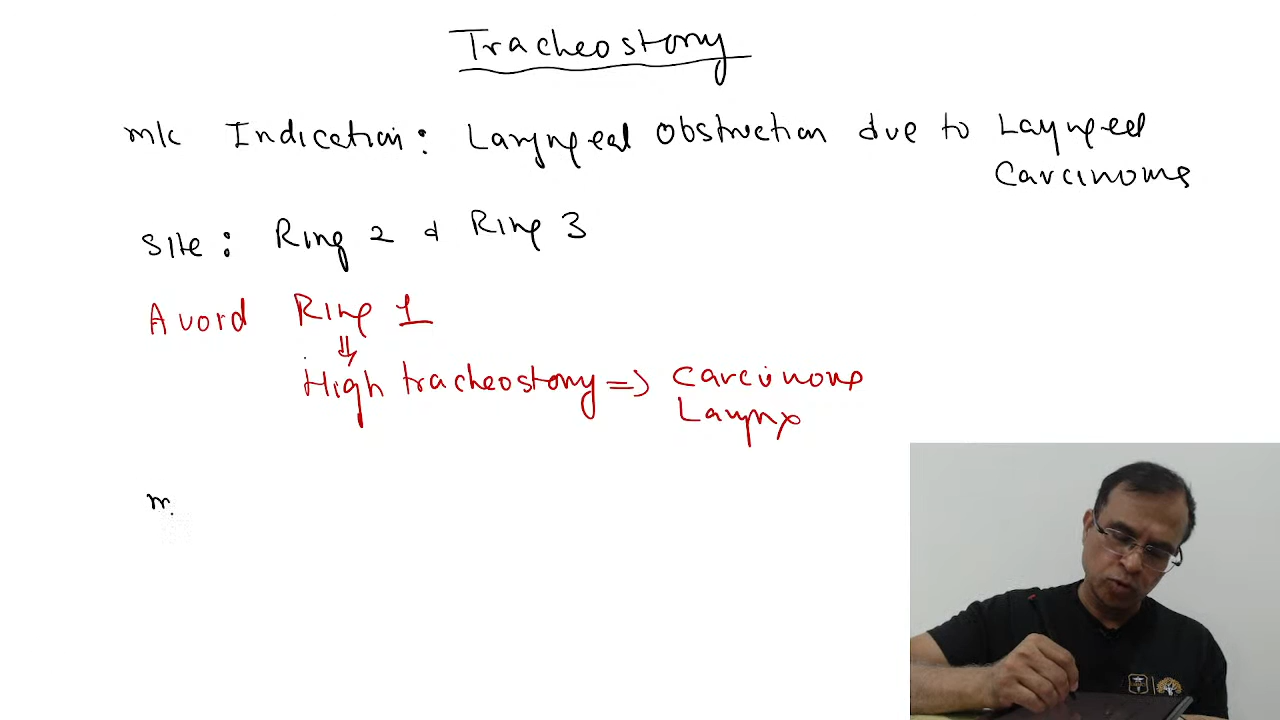 Tracheostomy
m/c Indication: Laryngeal Obstruction due to Laryngeal
Carcinoma
Site: Ring 2 & Ring 3
Avoid Ring 1
⇓
High tracheostomy => Carcinoma
Larynx
m